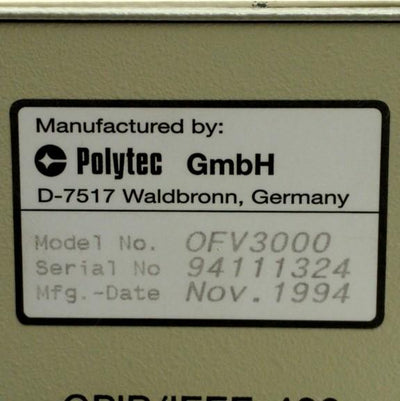 Manufactured by:
Polytec GmbH
D-7517 Waldbronn, Germany
Model No. OFV3000
Serial No 94111324
Mfg.-Date Nov.1994